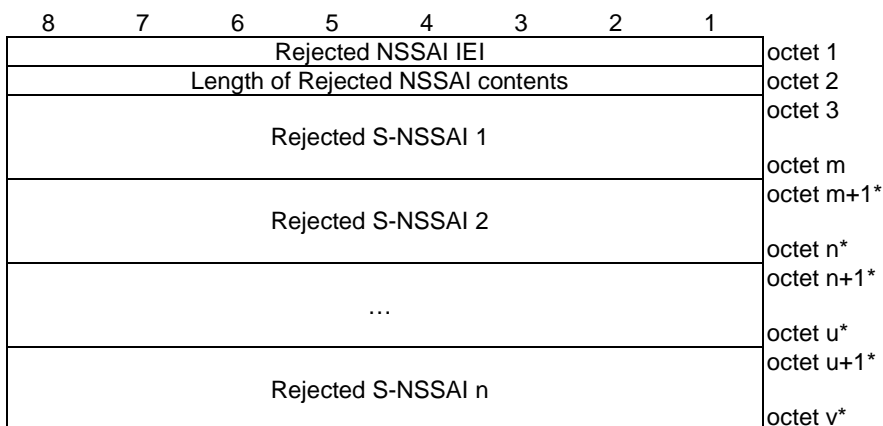 8 7 6 5 4 3 2 1
Rejected NSSAI IEI octet 1
Length of Rejected NSSAI contents octet 2
octet 3
Rejected S-NSSAI 1
octet m
octet m+1*
Rejected S-NSSAI 2
octet n*
octet n+1*
…
octet u*
octet u+1*
Rejected S-NSSAI n
octet v*